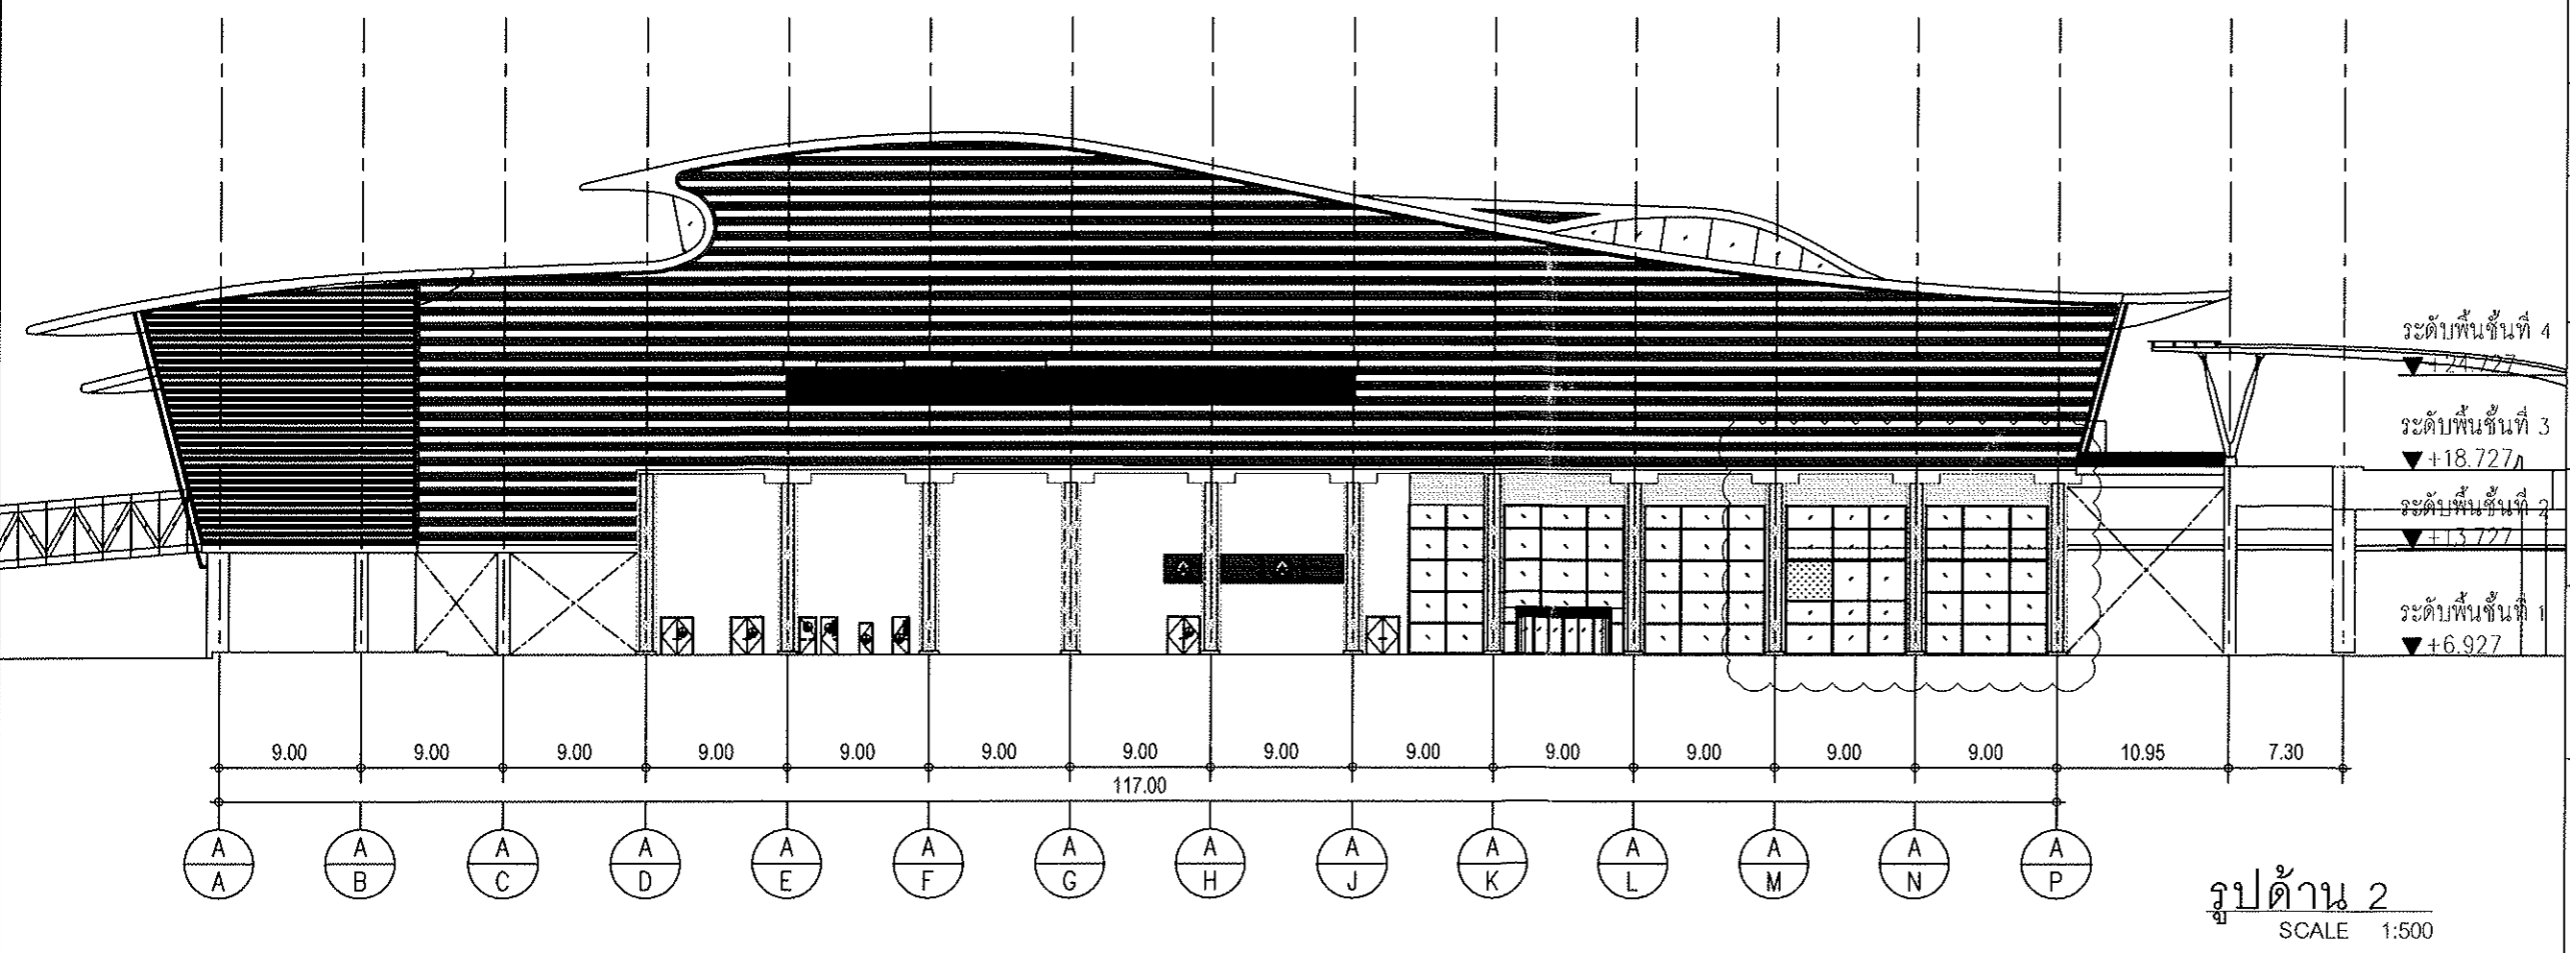 ระดับพื้นชั้นที่ 4
+24.727
ระดับพื้นชั้นที่ 3
+18.727
ระดับพื้นชั้นที่ 2
+13.727
ระดับพื้นชั้นที่ 1
+6.927
9.00 9.00 9.00 9.00 9.00 9.00 9.00 9.00 9.00 9.00 9.00 9.00 9.00 10.95 7.30
117.00
A A A A A A A A A A A A A A
A B C D E F G H J K L M N P
รูปด้าน 2
SCALE 1:500